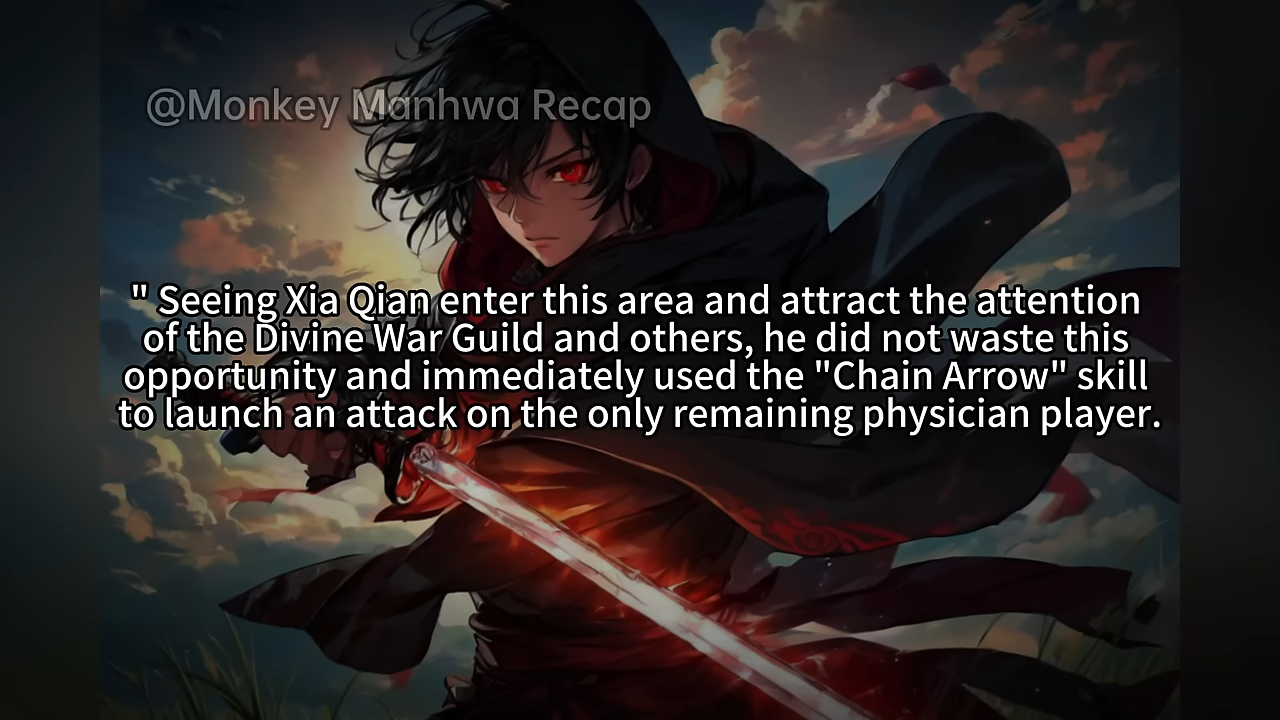 @Monkey Manhwa Recap
" Seeing Xia Qian enter this area and attract the attention
of the Divine War Guild and others, he did not waste this
opportunity and immediately used the "Chain Arrow" skill
to launch an attack on the only remaining physician player.